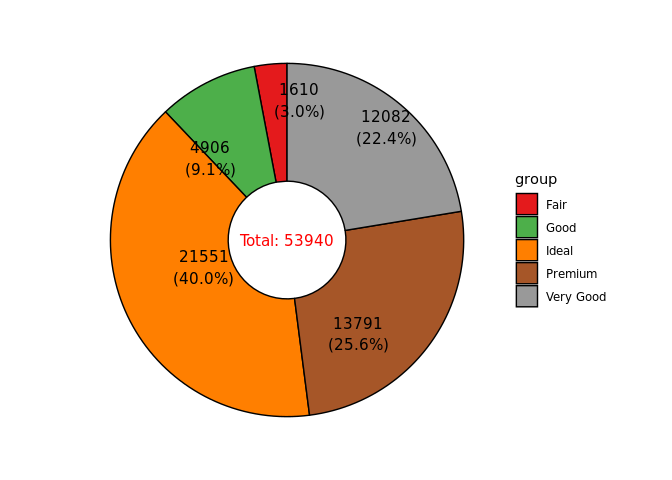 1610
(3.0%)
12082
(22.4%)
4906
(9.1%)
21551
(40.0%)
Total: 53940
13791
(25.6%)
group
Fair
Good
Ideal
Premium
Very Good